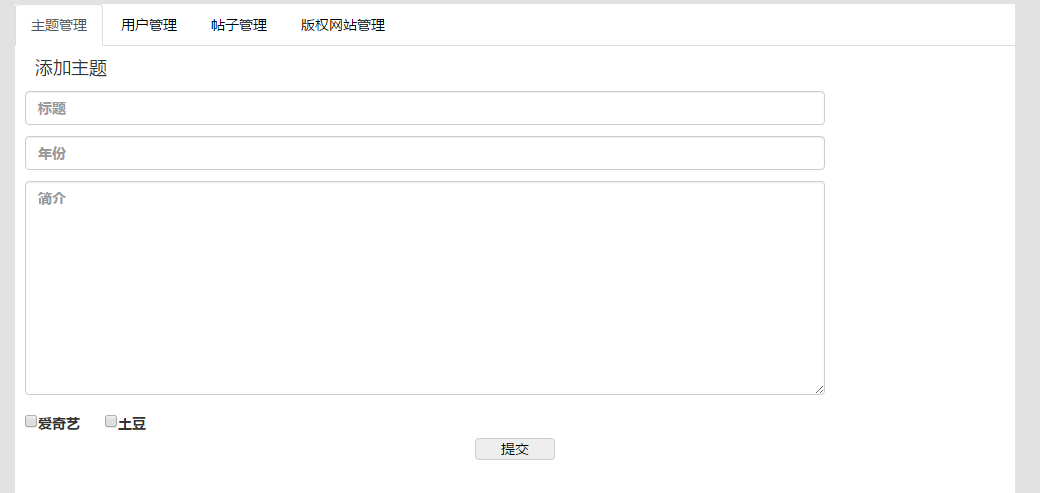 主题管理 用户管理 帖子管理 版权网站管理
添加主题
标题
年份
简介
爱奇艺 土豆
提交